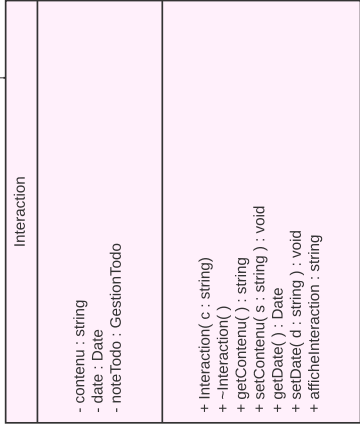 Interaction
- contenu : string
- date : Date
- noteTodo : GestionTodo
+ Interaction( c : string)
+ ~Interaction( )
+ getContenu( ) : string
+ setContenu( s : string ) : void
+ getDate( ) : Date
+ setDate( d : string ) : void
+ afficheInteraction : string